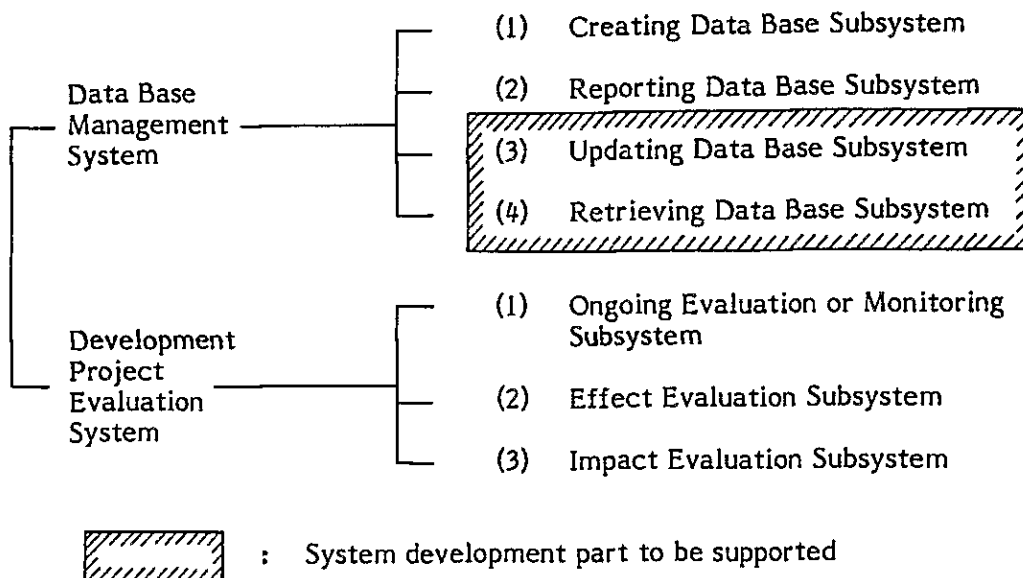 Data Base
Management
System
(1) Creating Data Base Subsystem
(2) Reporting Data Base Subsystem
(3) Updating Data Base Subsystem
(4) Retrieving Data Base Subsystem
Development
Project
Evaluation
System
(1) Ongoing Evaluation or Monitoring
Subsystem
(2) Effect Evaluation Subsystem
(3) Impact Evaluation Subsystem
: System development part to be supported